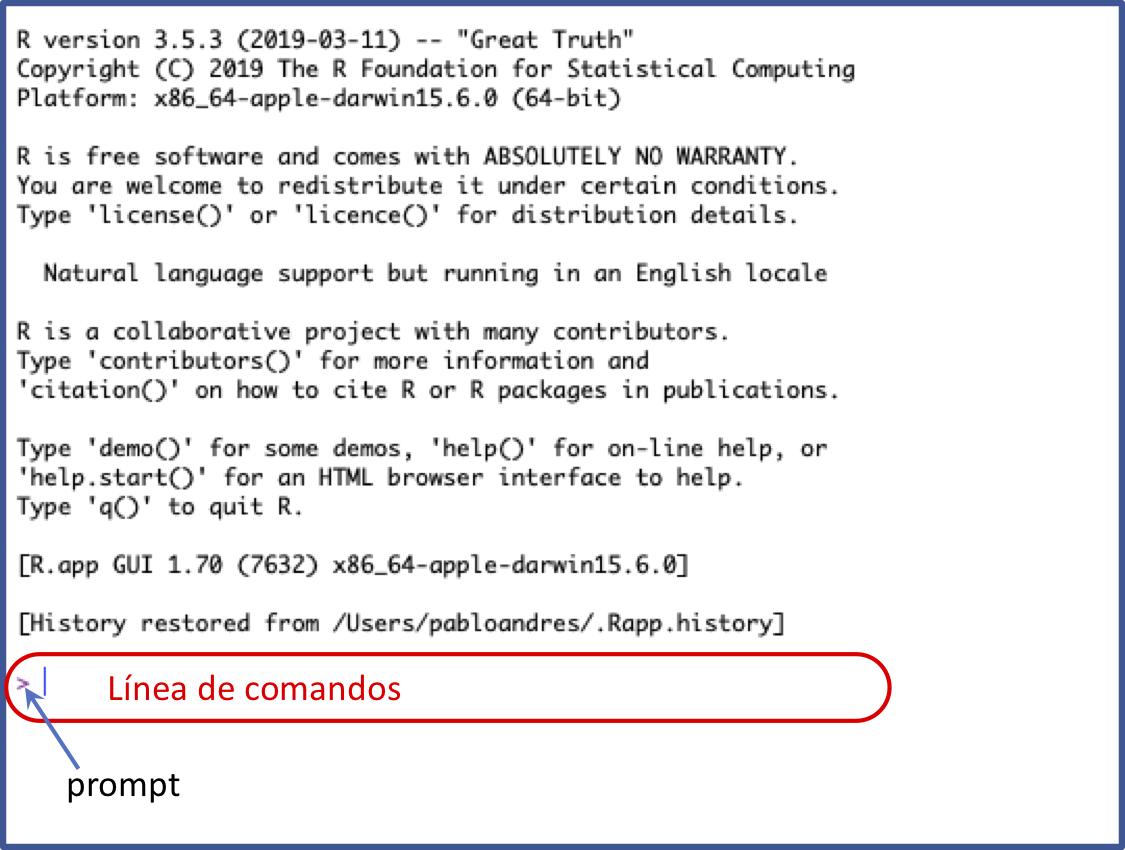 R version 3.5.3 (2019-03-11) -- "Great Truth"
Copyright (C) 2019 The R Foundation for Statistical Computing
Platform: x86_64-apple-darwin15.6.0 (64-bit)
R is free software and comes with ABSOLUTELY NO WARRANTY.
You are welcome to redistribute it under certain conditions.
Type 'license()' or 'licence()' for distribution details.
Natural language support but running in an English locale
R is a collaborative project with many contributors.
Type 'contributors()' for more information and
'citation()' on how to cite R or R packages in publications.
Type 'demo()' for some demos, 'help()' for on-line help, or
'help.start()' for an HTML browser interface to help.
Type 'q()' to quit R.
[R.app GUI 1.70 (7632) x86_64-apple-darwin15.6.0]
[History restored from /Users/pabloandres/.Rapp.history]
> Línea de comandos
prompt